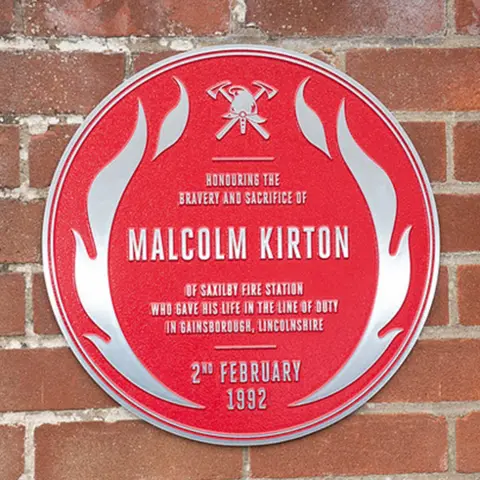 HONOURING THE
BRAVERY AND SACRIFICE OF
MALCOLM KIRTON
OF SAXILBY FIRE STATION
WHO GAVE HIS LIFE IN THE LINE OF DUTY
IN GAINSBOROUGH, LINCOLNSHIRE
2ND FEBRUARY
1992